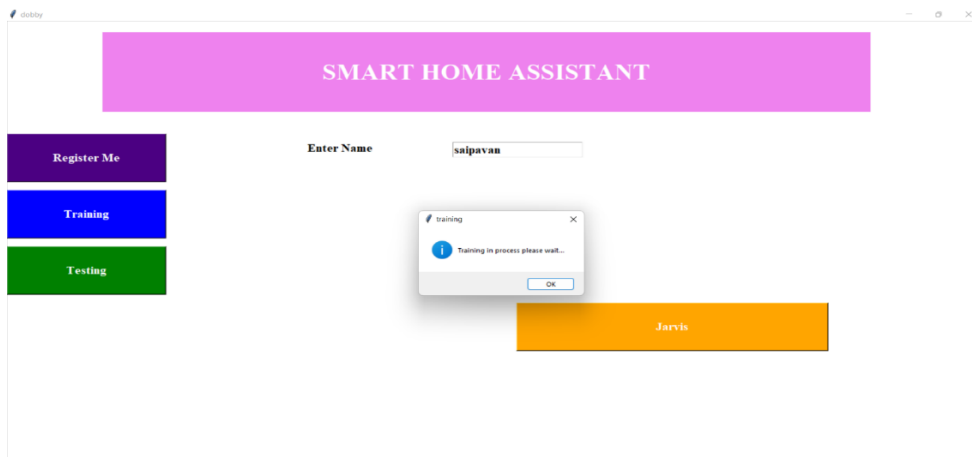 dobby
SMART HOME ASSISTANT
Register Me
Enter Name
saipavan
Training
training
Training in process please wait...
OK
Testing
Jarvis